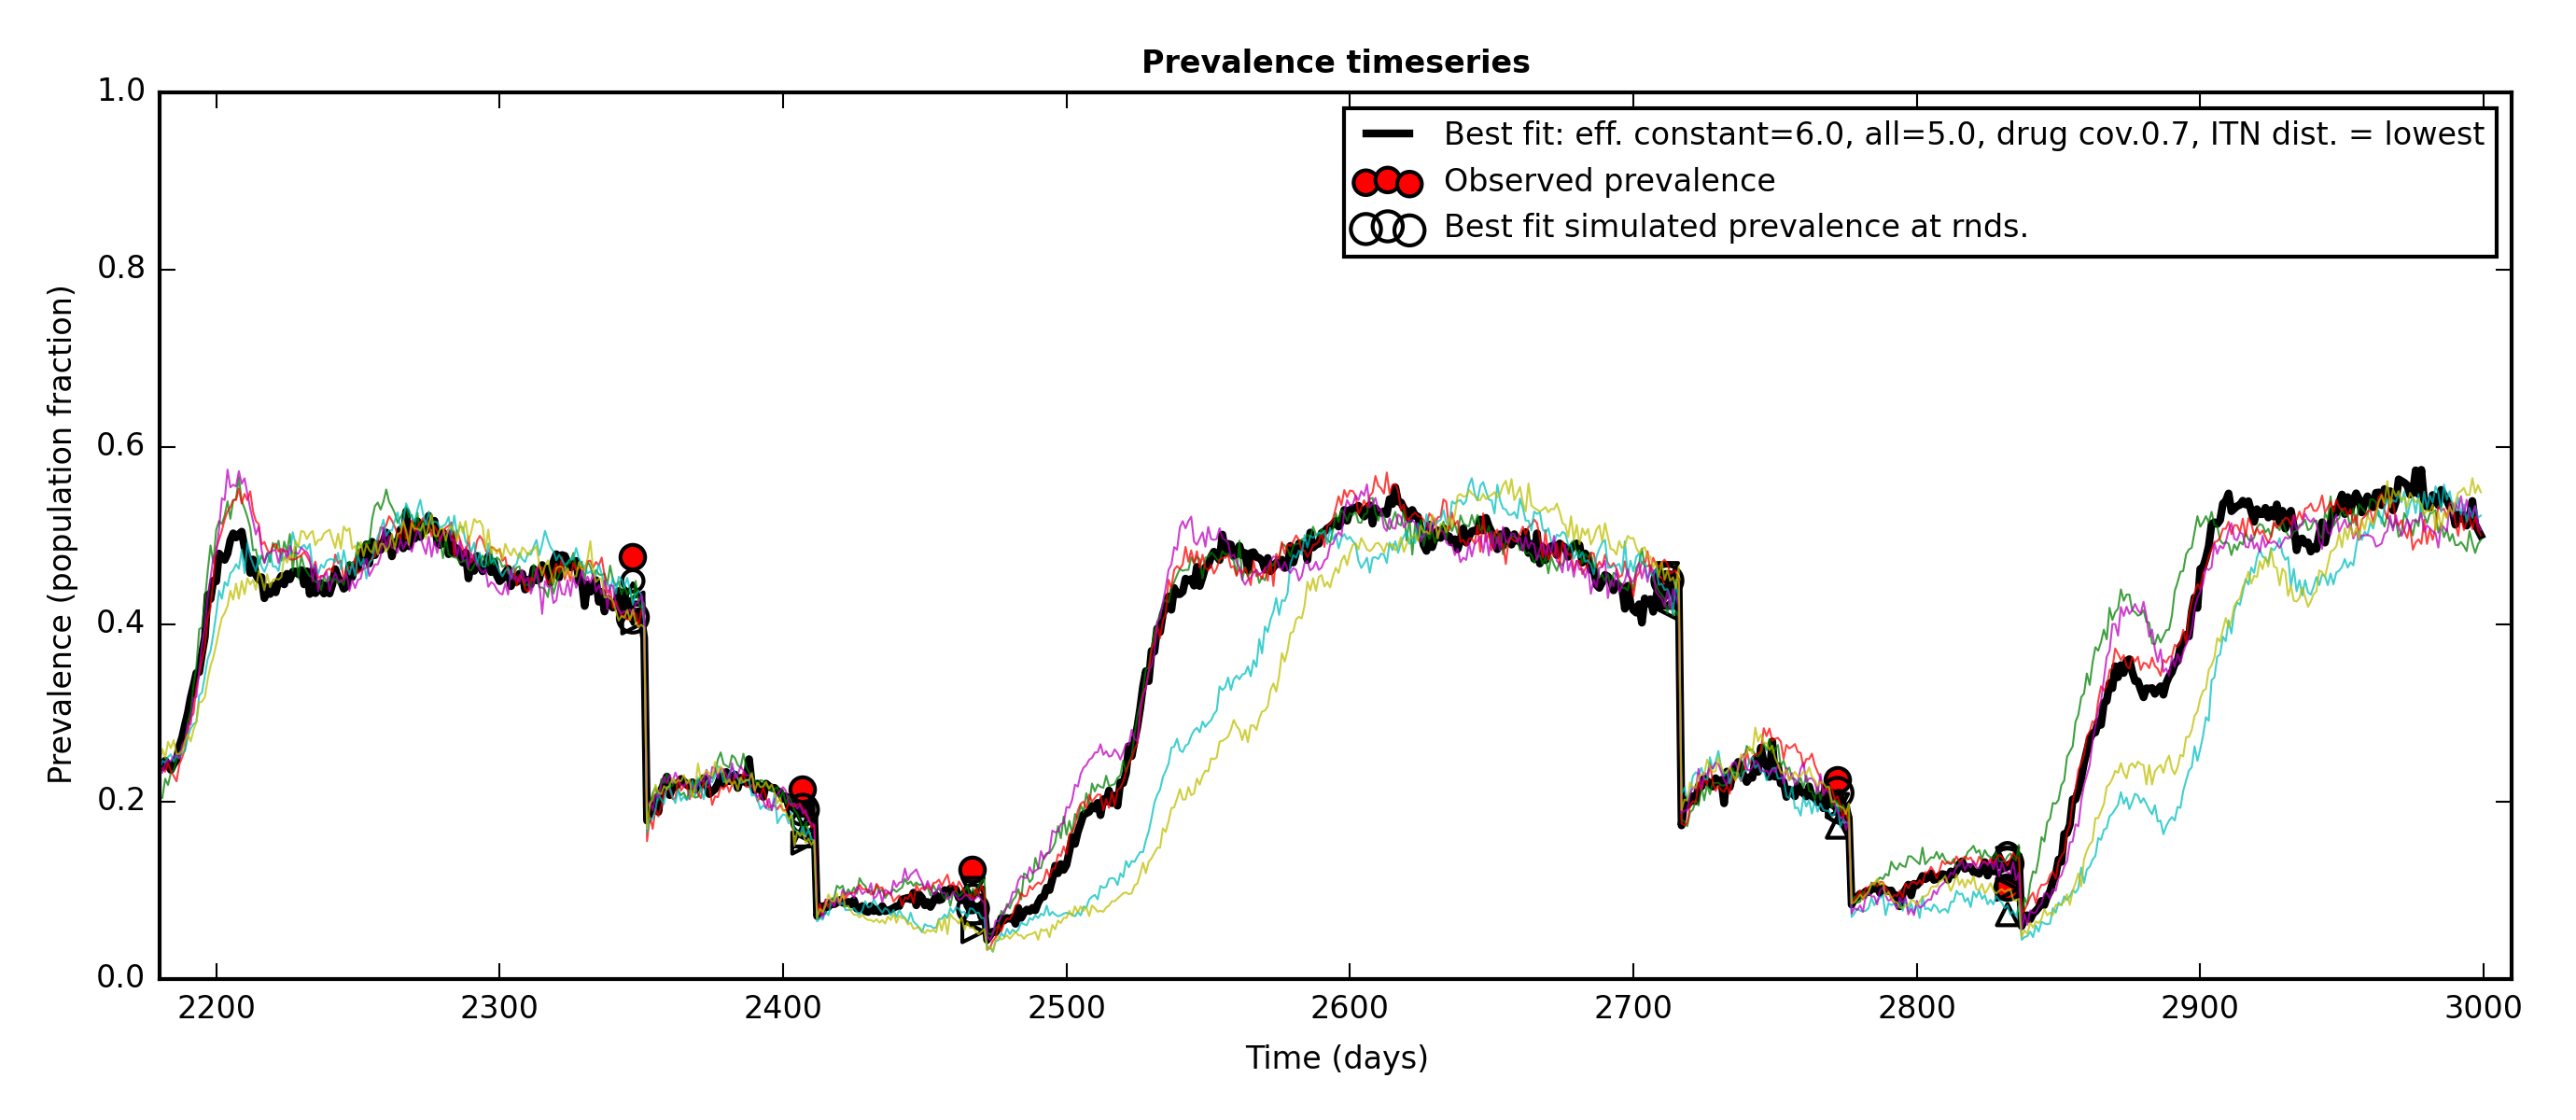 Prevalence timeseries
1.0
0.8
0.6
0.4
0.2
0.0
Prevalence (population fraction)
Best fit: eff. constant=6.0, all=5.0, drug cov.0.7, ITN dist. = lowest
Observed prevalence
Best fit simulated prevalence at rnds.
2200 2300 2400 2500 2600 2700 2800 2900 3000
Time (days)